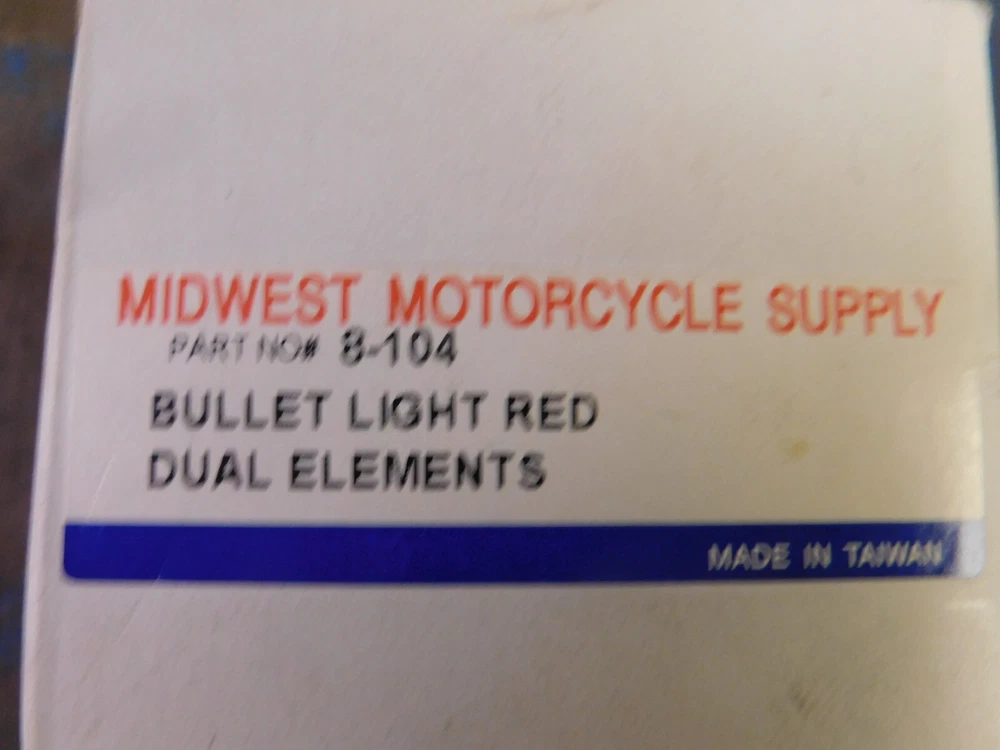 MIDWEST MOTORCYCLE SUPPLY
PART NO# 8-104
BULLET LIGHT RED
DUAL ELEMENTS
MADE IN TAIWAN